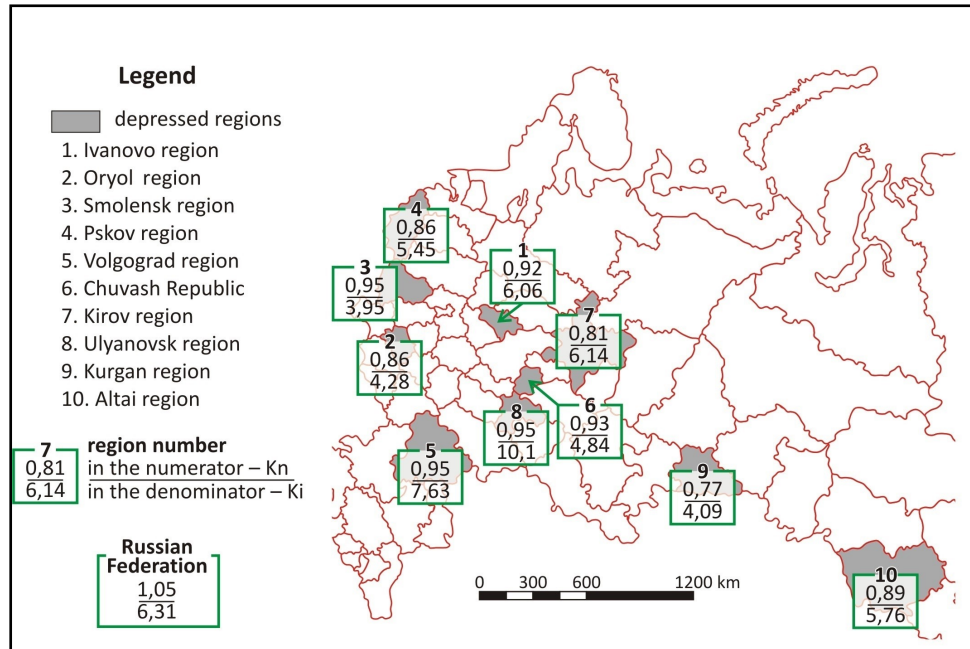 Legend
depressed regions
1. Ivanovo region
2. Oryol region
3. Smolensk region
4. Pskov region
5. Volgograd region
6. Chuvash Republic
7. Kirov region
8. Ulyanovsk region
9. Kurgan region
10. Altai region
7
0,81
6,14
region number
in the numerator – Kn
in the denominator – Ki
Russian
Federation
1,05
6,31
4
0,86
5,45
1
0,92
6,06
3
0,95
3,95
7
0,81
6,14
2
0,86
4,28
8
0,95
10,1
6
0,93
4,84
5
0,95
7,63
9
0,77
4,09
10
0,89
5,76
0 300 600 1200 km